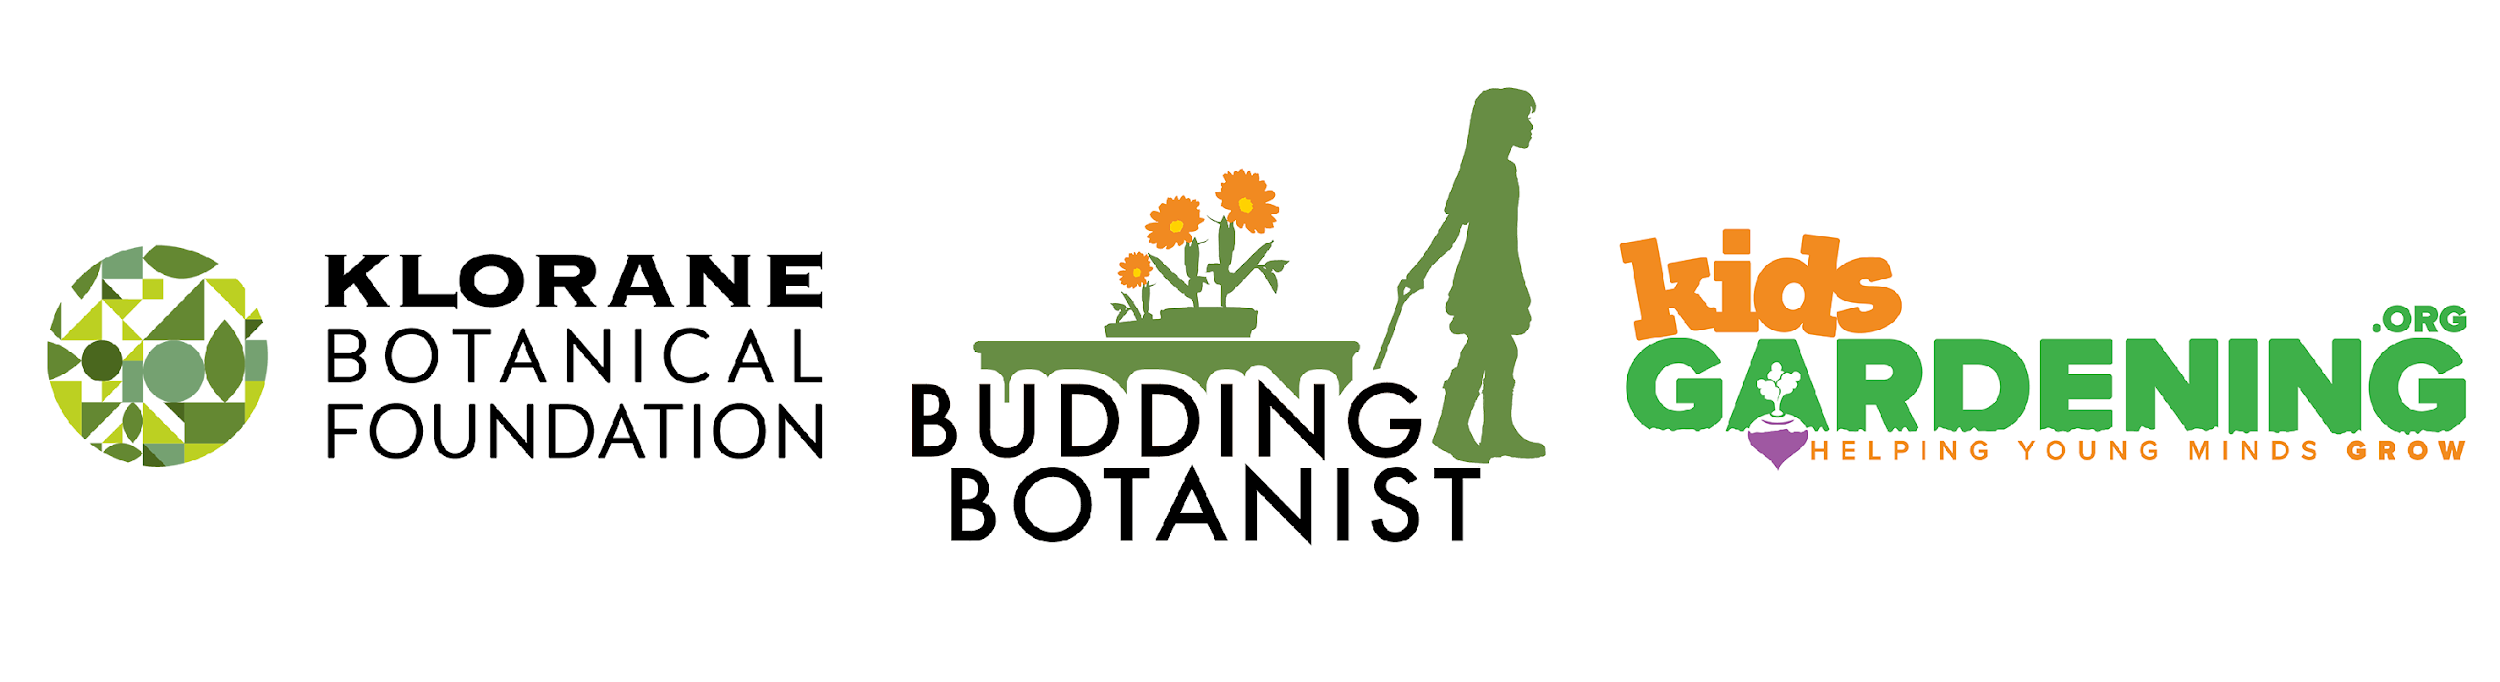 KLORANE
BOTANICAL
FOUNDATION
BUDDING
BOTANIST
kids
.ORG
GARDENING
HELPING YOUNG MINDS GROW